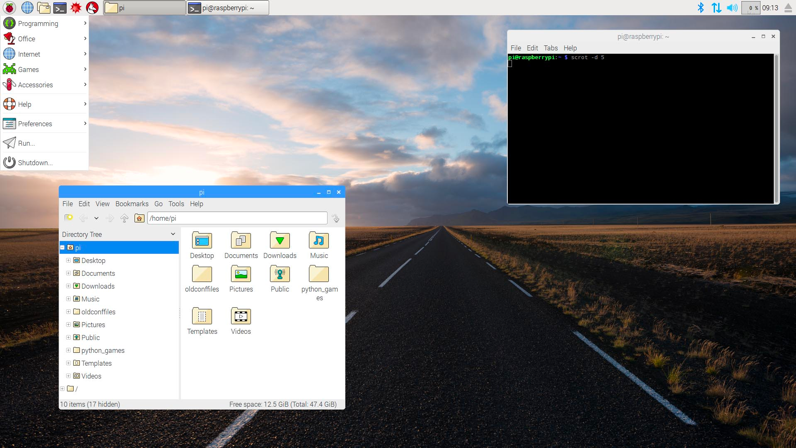 pi
pi@raspberrypi: ~
8 %
09:13
Programming
Office
Internet
Games
Accessories
Help
Preferences
Run...
Shutdown...
pi@raspberrypi: ~
File Edit Tabs Help
pi@raspberrypi:~ $ scrot -d 5
pi
File Edit View Bookmarks Go Tools Help
/home/pi
Directory Tree
pi
Desktop
Documents
Downloads
Music
oldconffiles
Pictures
Public
python_games
Templates
Videos
/
Desktop Documents Downloads Music
oldconffiles Pictures Public python_gam
es
Templates Videos
10 items (17 hidden) Free space: 12.5 GiB (Total: 47.4 GiB)